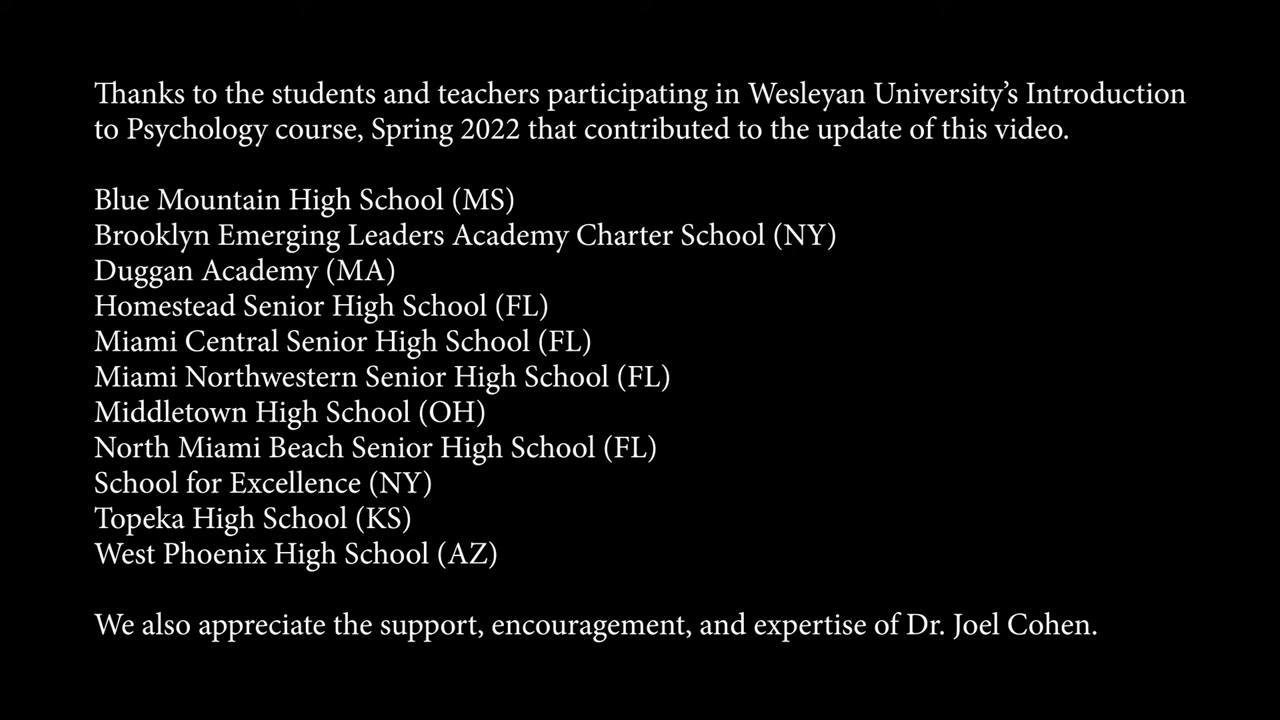 Thanks to the students and teachers participating in Wesleyan University’s Introduction
to Psychology course, Spring 2022 that contributed to the update of this video.
Blue Mountain High School (MS)
Brooklyn Emerging Leaders Academy Charter School (NY)
Duggan Academy (MA)
Homestead Senior High School (FL)
Miami Central Senior High School (FL)
Miami Northwestern Senior High School (FL)
Middletown High School (OH)
North Miami Beach Senior High School (FL)
School for Excellence (NY)
Topeka High School (KS)
West Phoenix High School (AZ)
We also appreciate the support, encouragement, and expertise of Dr. Joel Cohen.